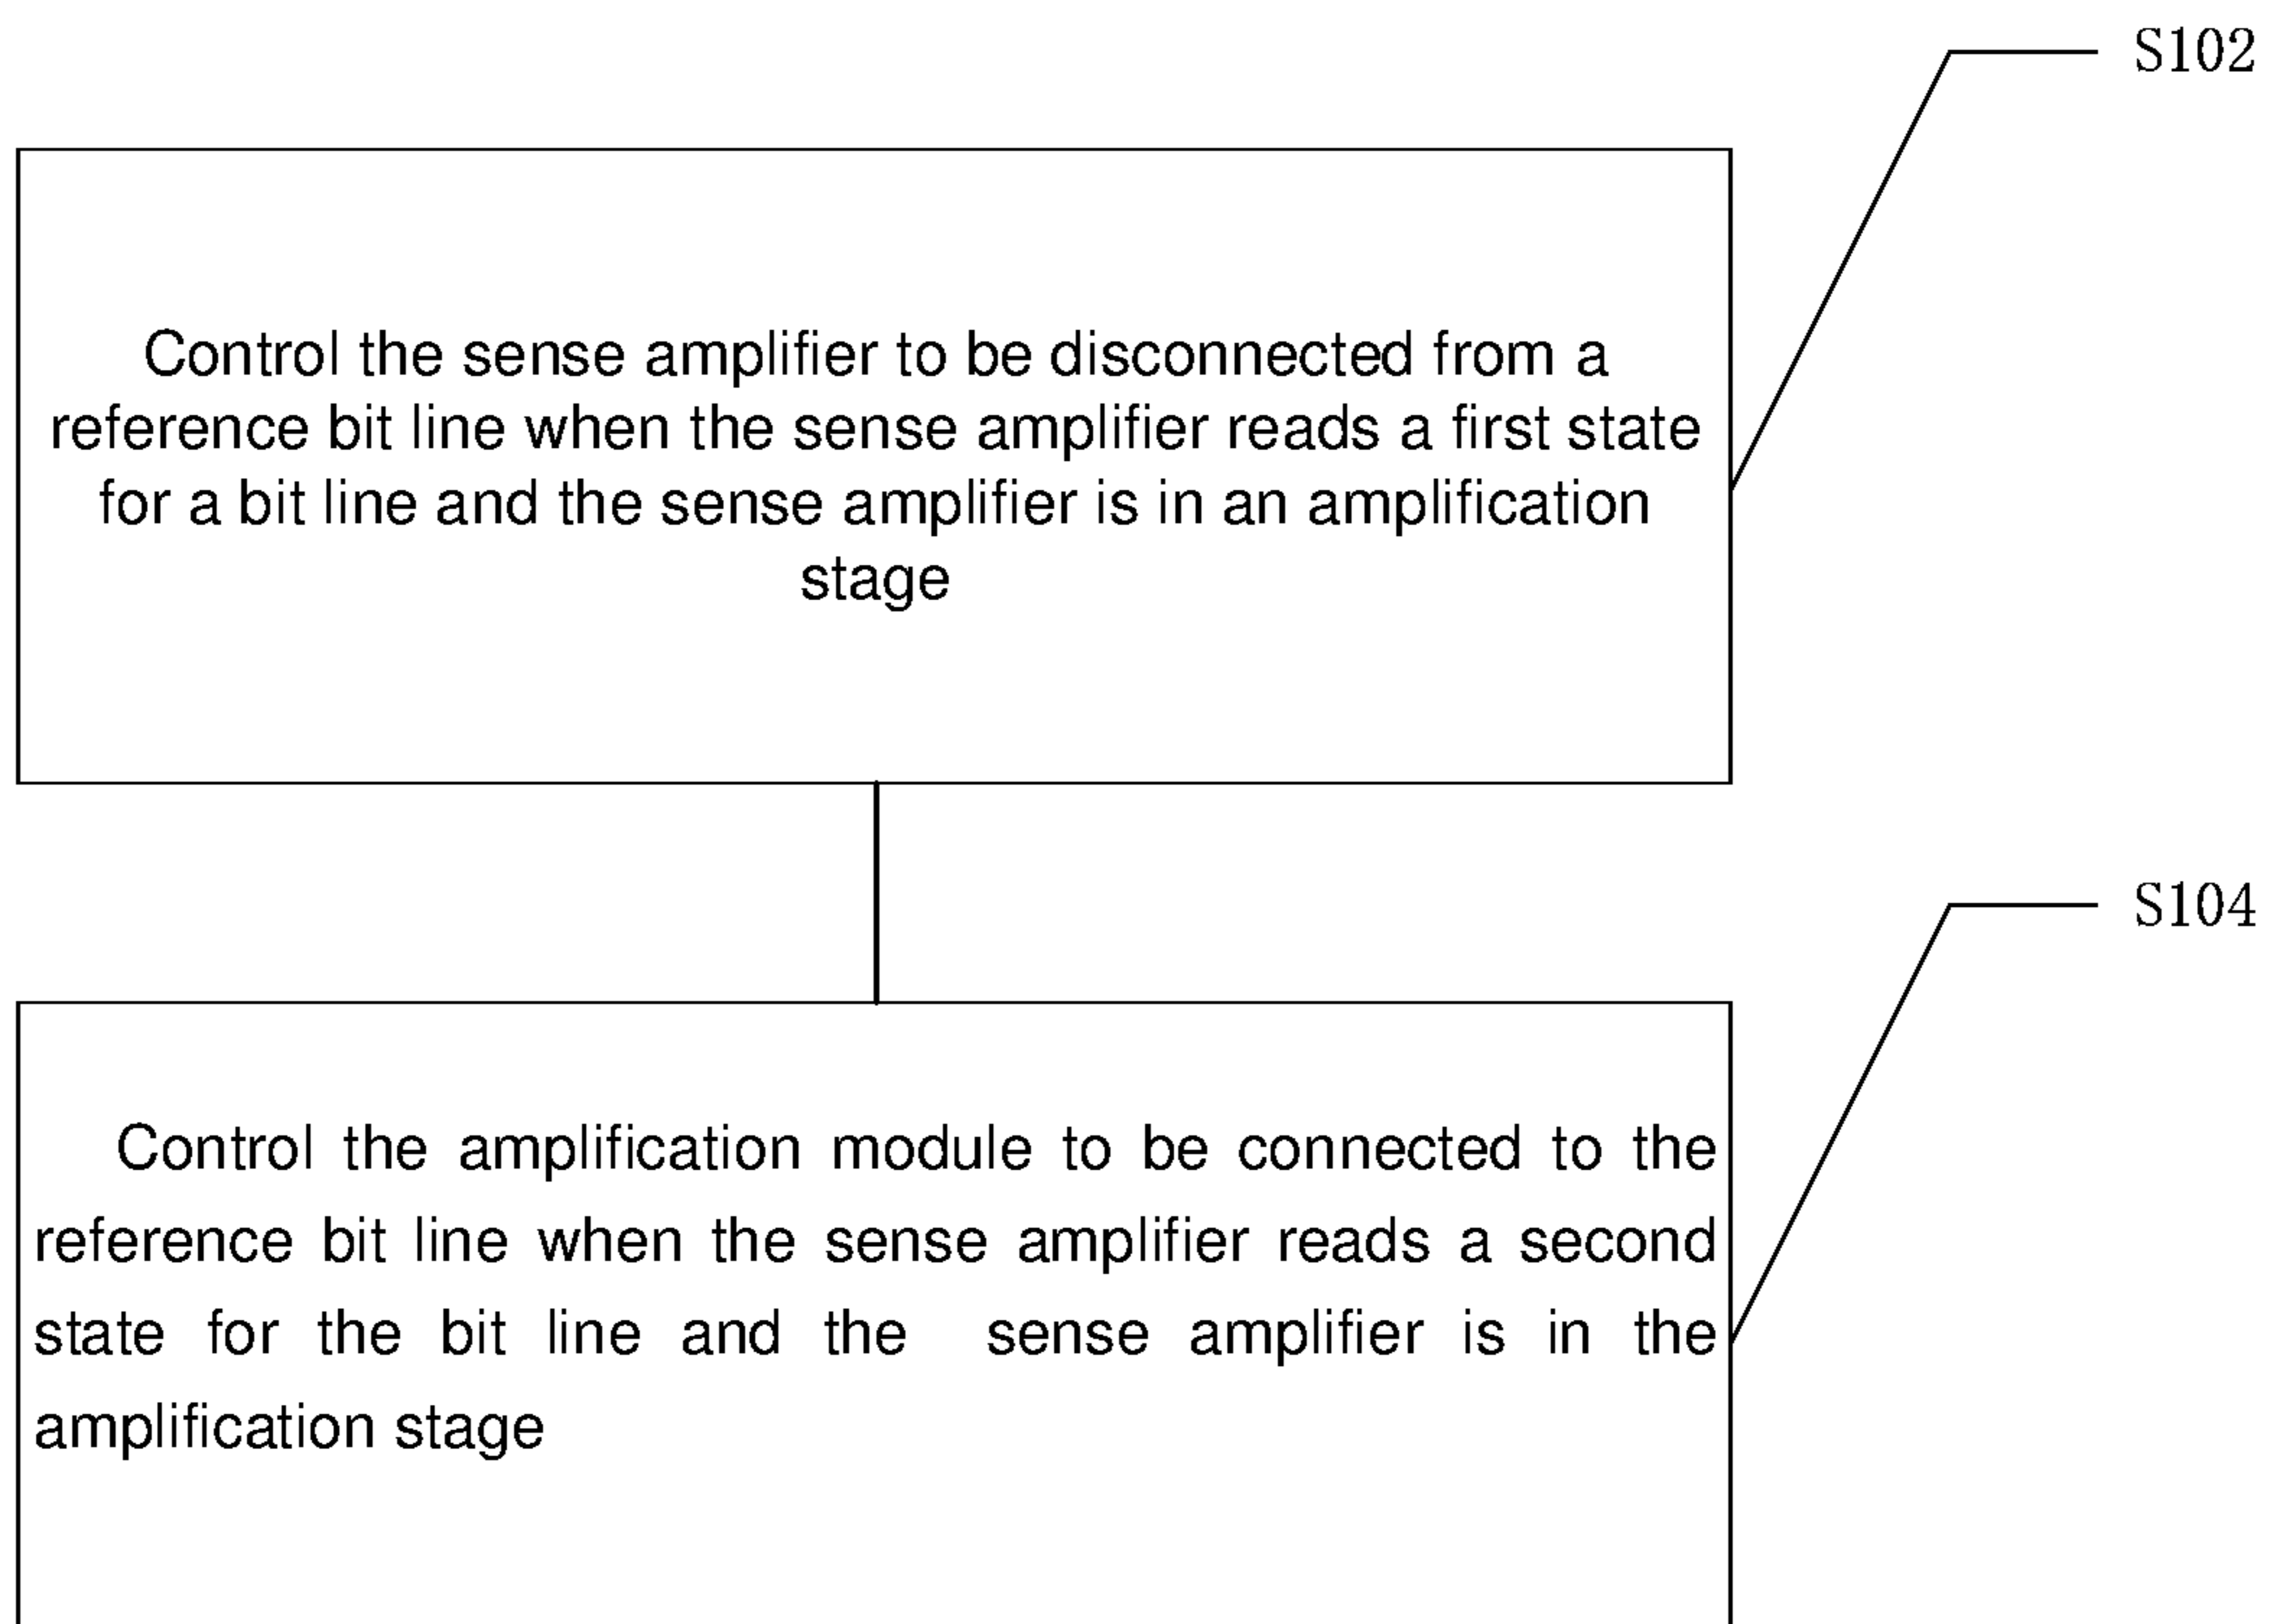 S102
Control the sense amplifier to be disconnected from a
reference bit line when the sense amplifier reads a first state
for a bit line and the sense amplifier is in an amplification
stage
S104
Control the amplification module to be connected to the
reference bit line when the sense amplifier reads a second
state for the bit line and the sense amplifier is in the
amplification stage